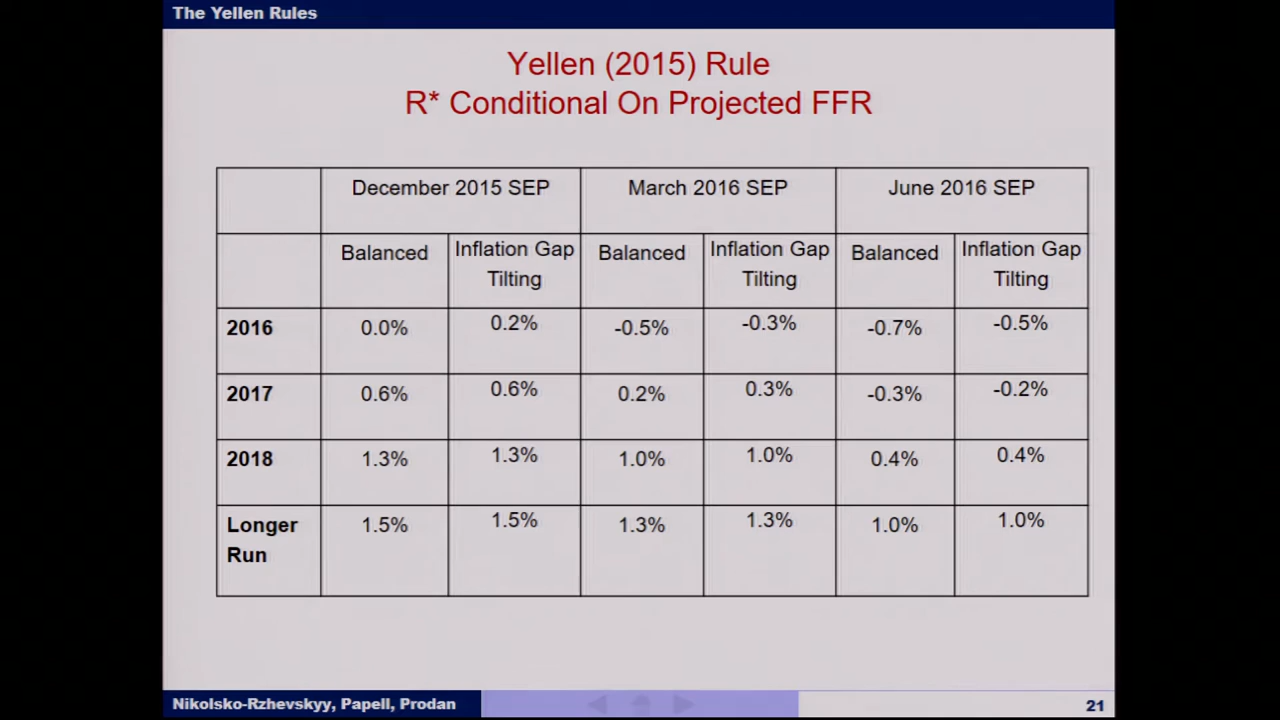 The Yellen Rules
Yellen (2015) Rule
R* Conditional On Projected FFR
December 2015 SEP March 2016 SEP June 2016 SEP
Balanced Inflation Gap Tilting Balanced Inflation Gap Tilting Balanced Inflation Gap Tilting
2016 0.0% 0.2% -0.5% -0.3% -0.7% -0.5%
2017 0.6% 0.6% 0.2% 0.3% -0.3% -0.2%
2018 1.3% 1.3% 1.0% 1.0% 0.4% 0.4%
Longer Run 1.5% 1.5% 1.3% 1.3% 1.0% 1.0%
Nikolsko-Rzhevskyy, Papell, Prodan 21